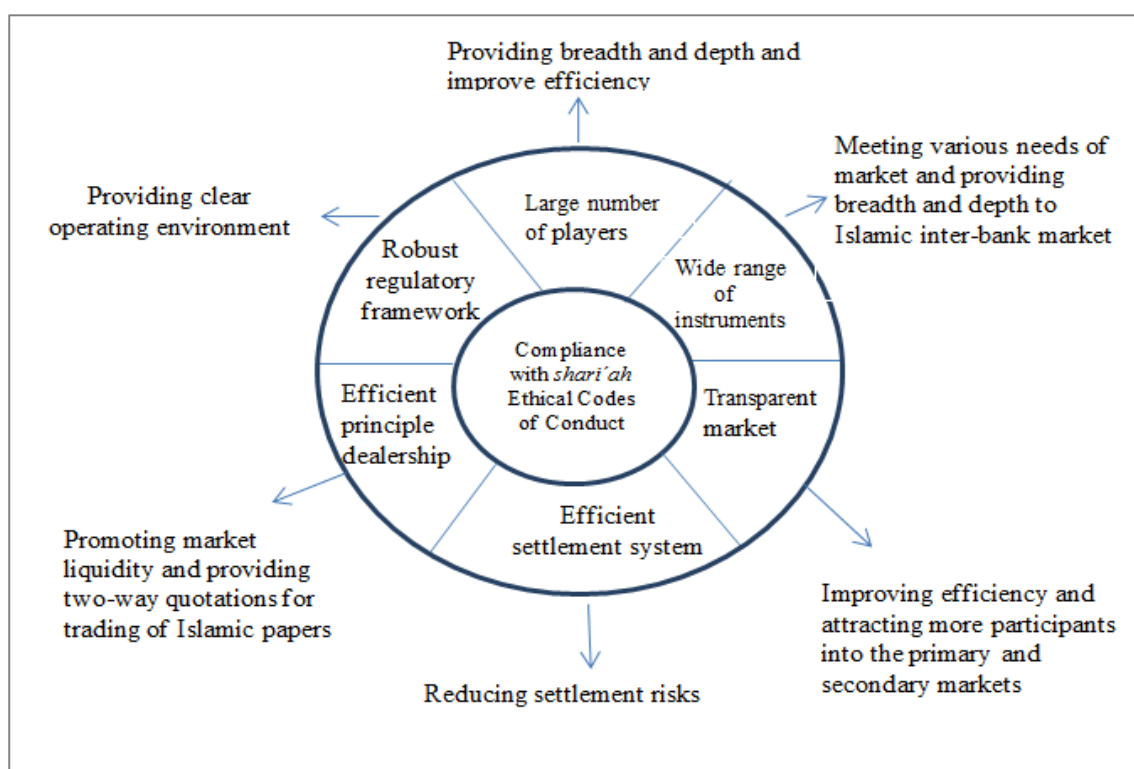 Providing breadth and depth and
improve efficiency
Meeting various needs of
market and providing
breadth and depth to
Islamic inter-bank market
Providing clear
operating environment
Large number
of players
Robust
regulatory
framework
Wide range
of
instruments
Compliance
with shari´ah
Ethical Codes
of Conduct
Efficient
principle
dealership
Transparent
market
Efficient
settlement system
Promoting market
liquidity and providing
two-way quotations for
trading of Islamic papers
Improving efficiency and
attracting more participants
into the primary and
secondary markets
Reducing settlement risks